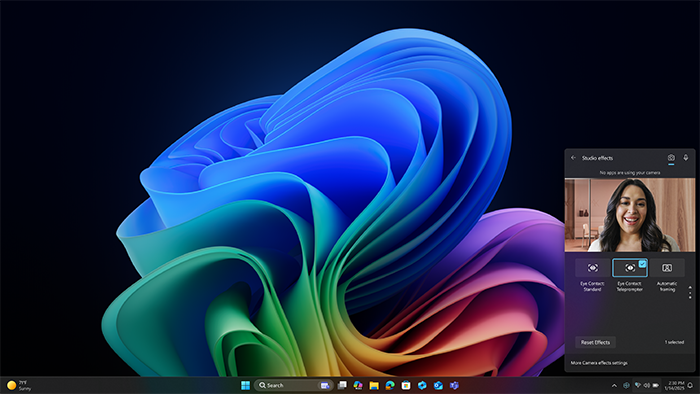 Studio effects
No apps are using your camera
Eye Contact: Standard
Eye Contact: Teleprompter
Automatic framing
Reset Effects
1 selected
More Camera effects settings
71°F
Sunny
Search
2:30 PM
1/14/2025